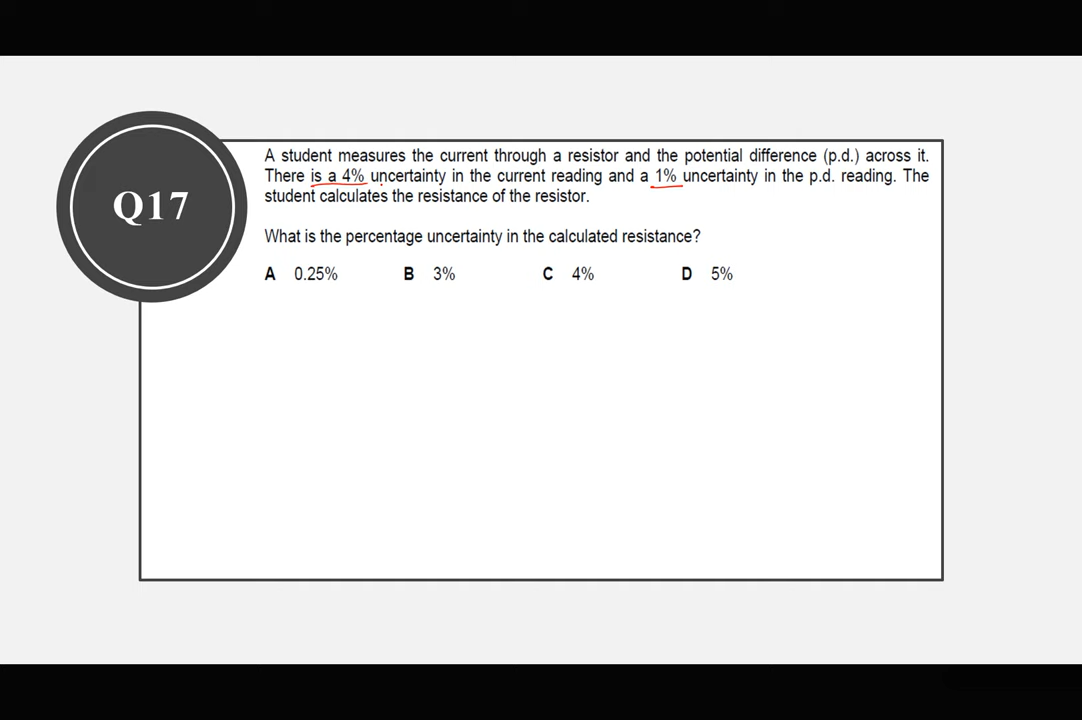 Q17
A student measures the current through a resistor and the potential difference (p.d.) across it.
There is a 4% uncertainty in the current reading and a 1% uncertainty in the p.d. reading. The
student calculates the resistance of the resistor.
What is the percentage uncertainty in the calculated resistance?
A 0.25% B 3% C 4% D 5%